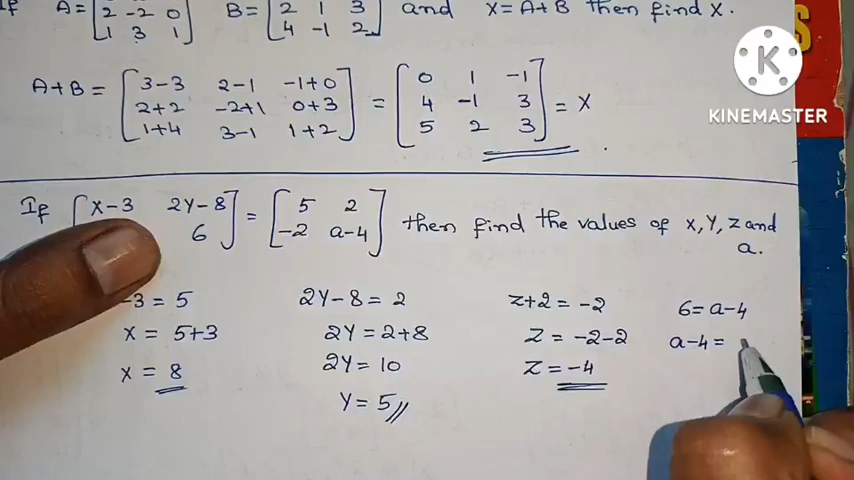 If A = [ 2 -2 0 B = [ 2 1 3 and X = A+B then find X.
1 3 1 ] 4 -1 2 ]
A+B = [ 3-3 2-1 -1+0 ] = [ 0 1 -1 ] = X
2+2 -2+1 0+3 4 -1 3
1+4 3-1 1+2 5 2 3
K
KINEMASTER
If [ X-3 2Y-8 ] = [ 5 2 ] then find the values of x, Y, Z and
6 -2 a-4 a.
-3 = 5 2Y-8 = 2 Z+2 = -2 6 = a-4
x = 5+3 2Y = 2+8 Z = -2-2 a-4 =
x = 8 2Y = 10 Z = -4
Y = 5